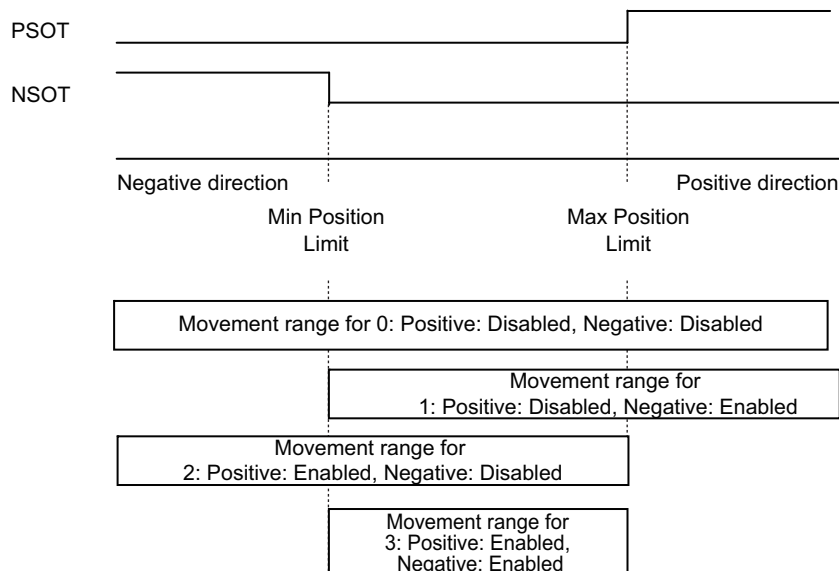 PSOT
NSOT
Negative direction
Positive direction
Min Position
Limit
Max Position
Limit
Movement range for 0: Positive: Disabled, Negative: Disabled
Movement range for
1: Positive: Disabled, Negative: Enabled
Movement range for
2: Positive: Enabled, Negative: Disabled
Movement range for
3: Positive: Enabled,
Negative: Enabled